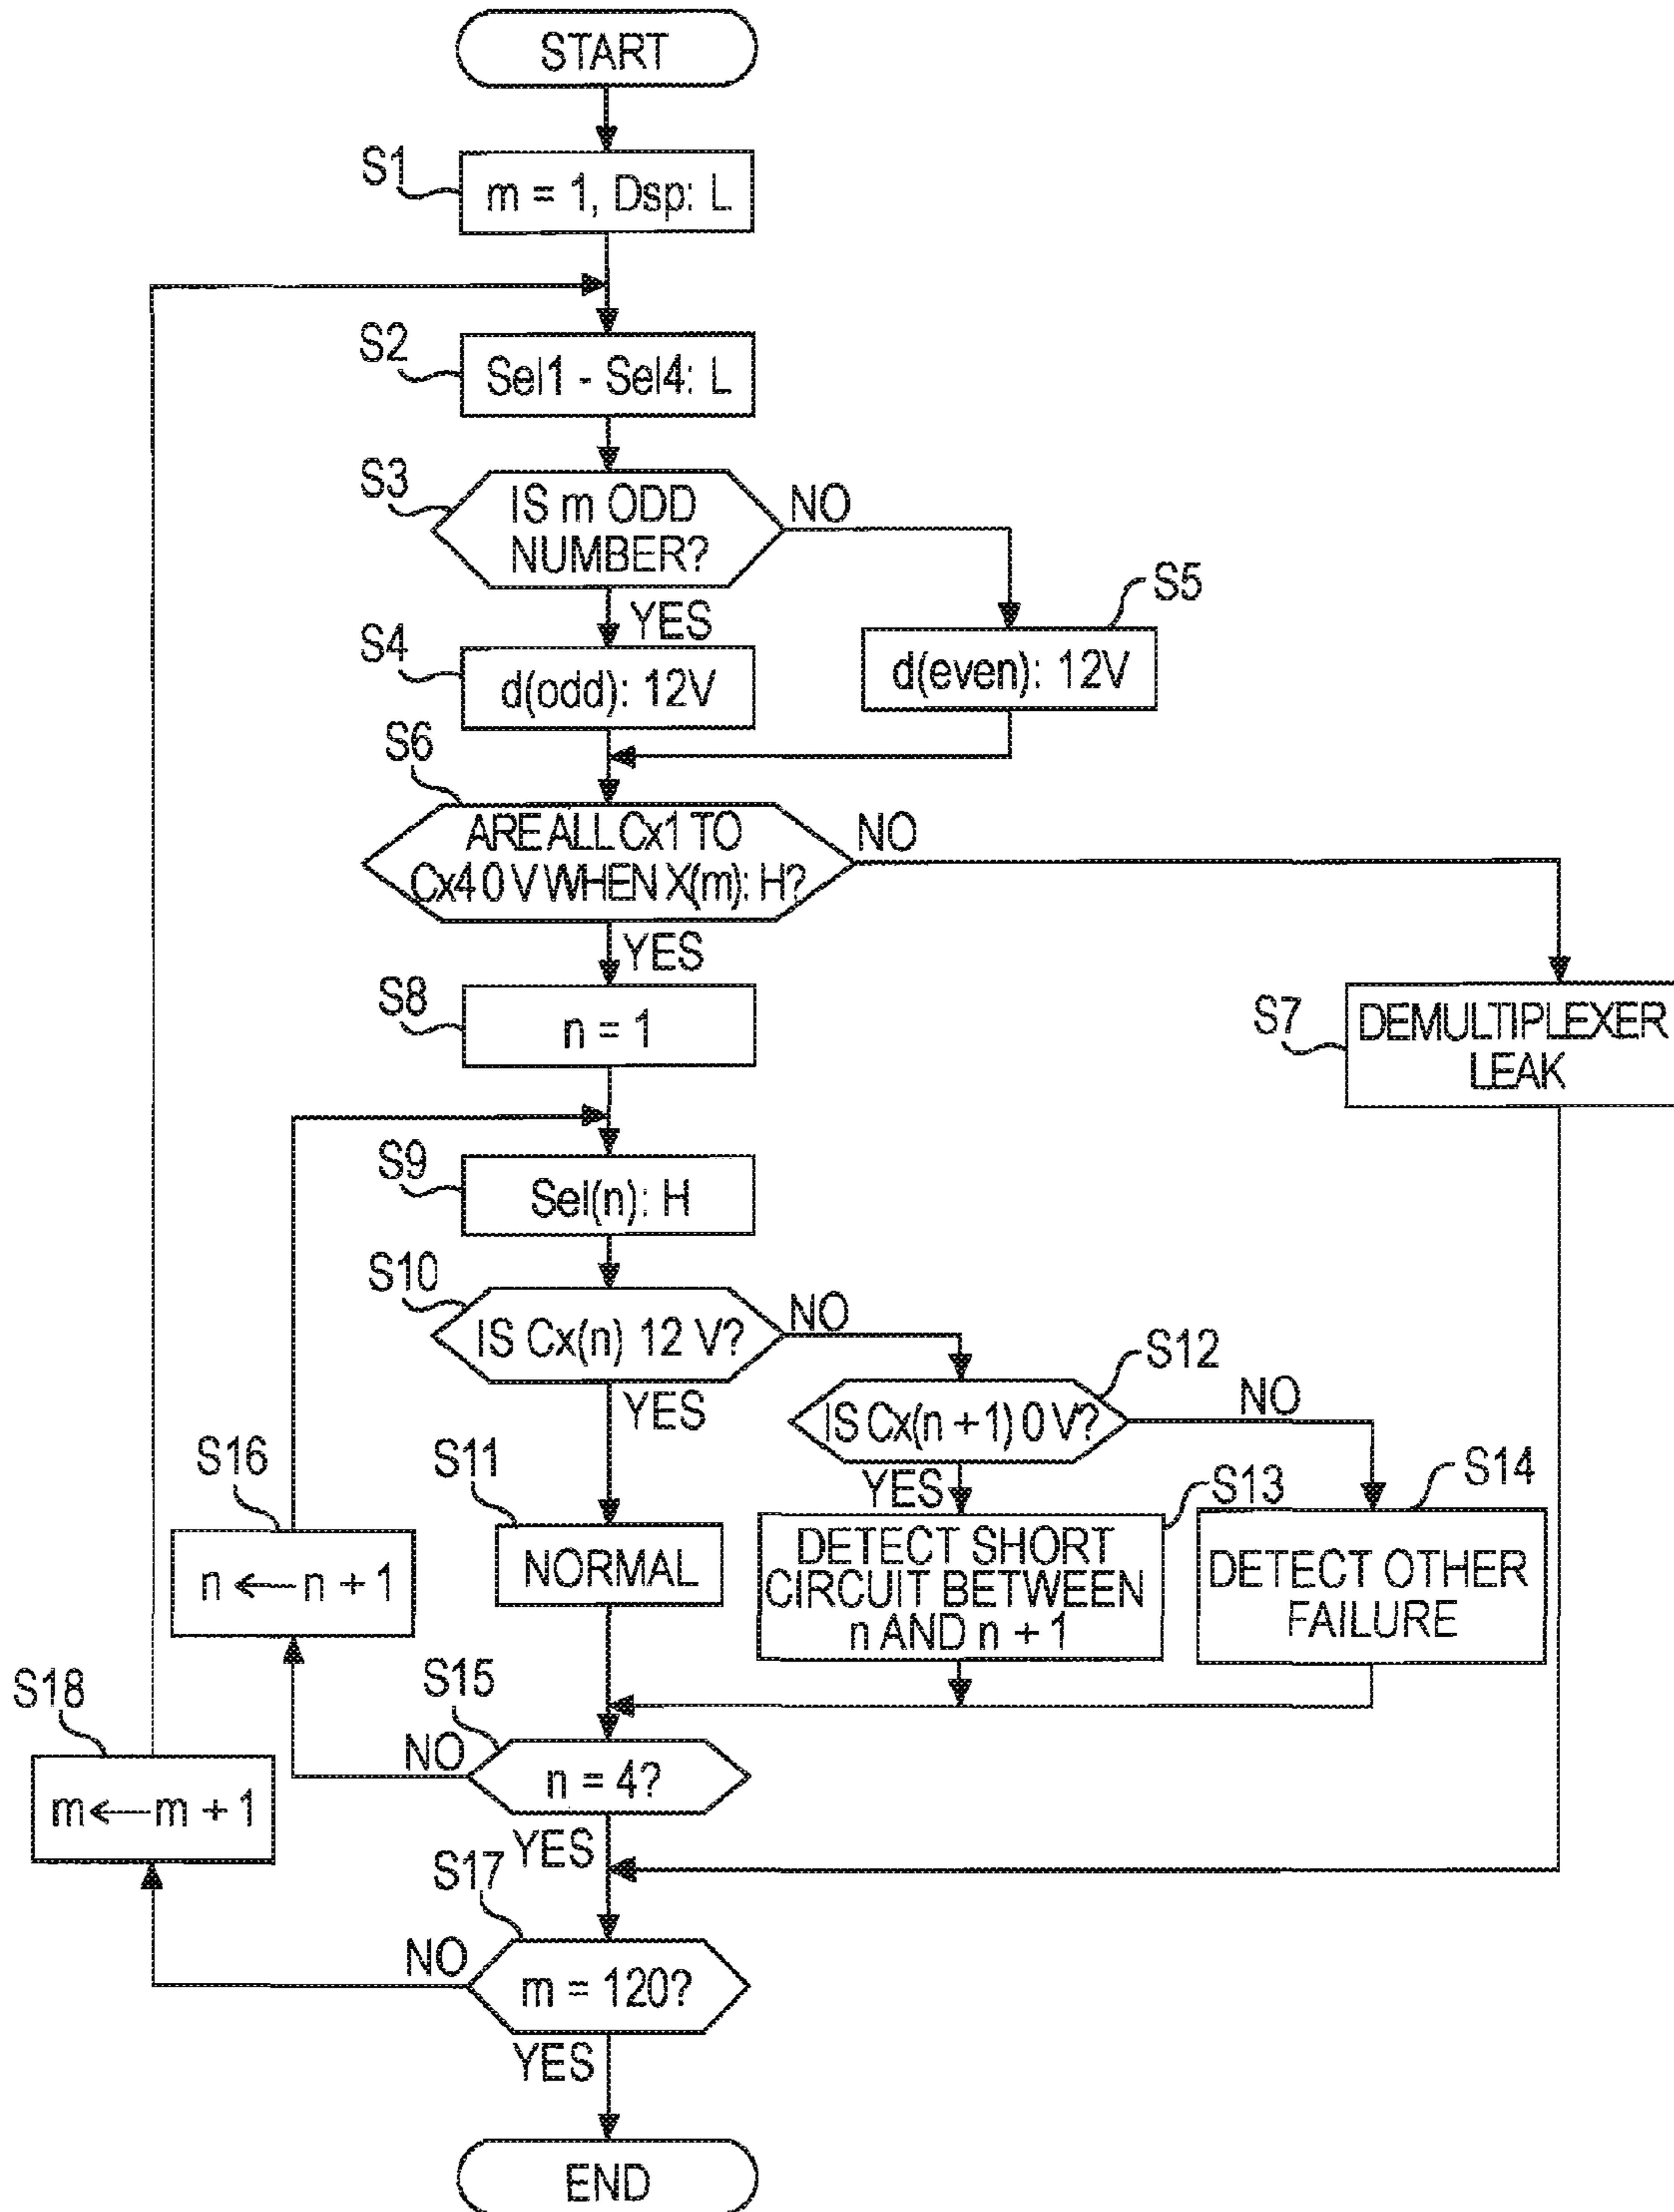 START
S1
m = 1, Dsp: L
S2
Sel1 - Sel4: L
S3
IS m ODD
NUMBER?
NO
YES
S4
d(odd): 12V
S5
d(even): 12V
S6
ARE ALL Cx1 TO
Cx4 0 V WHEN X(m): H?
NO
YES
S7
DEMULTIPLEXER
LEAK
S8
n = 1
S9
Sel(n): H
S10
IS Cx(n) 12 V?
NO
YES
S12
IS Cx(n + 1) 0 V?
NO
YES
S11
NORMAL
S13
DETECT SHORT
CIRCUIT BETWEEN
n AND n + 1
S14
DETECT OTHER
FAILURE
S16
n ← n + 1
S15
n = 4?
NO
YES
S18
m ← m + 1
S17
m = 120?
NO
YES
END